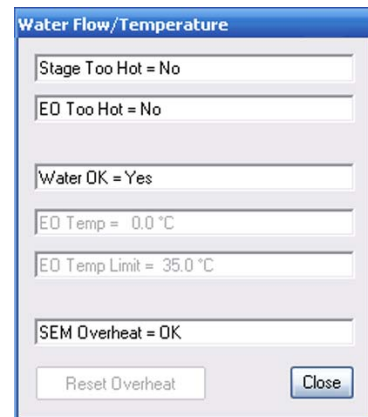 Water Flow/Temperature
Stage Too Hot = No
EO Too Hot = No
Water OK = Yes
EO Temp = 0.0 °C
EO Temp Limit = 35.0 °C
SEM Overheat = OK
Reset Overheat Close